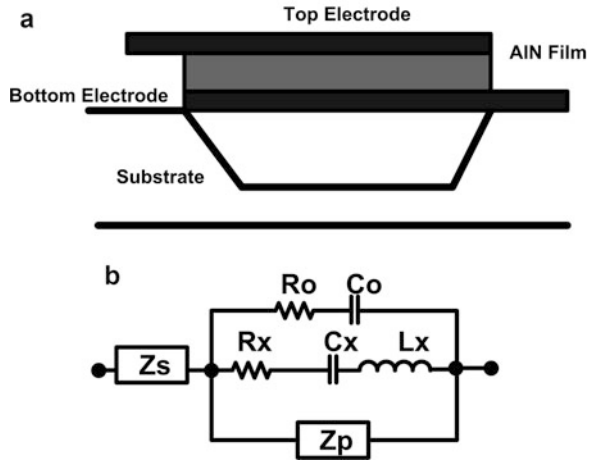 a
Top Electrode
AlN Film
Bottom Electrode
Substrate
b
Ro Co
Rx Cx Lx
Zs
Zp